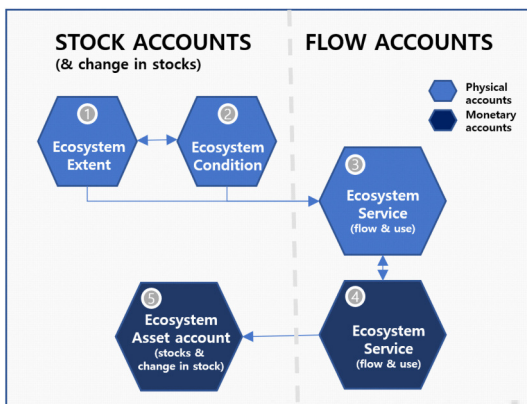 STOCK ACCOUNTS
(& change in stocks)
FLOW ACCOUNTS
Physical
accounts
Monetary
accounts
1
Ecosystem
Extent
2
Ecosystem
Condition
3
Ecosystem
Service
(flow & use)
5
Ecosystem
Asset account
(stocks &
change in stock)
4
Ecosystem
Service
(flow & use)